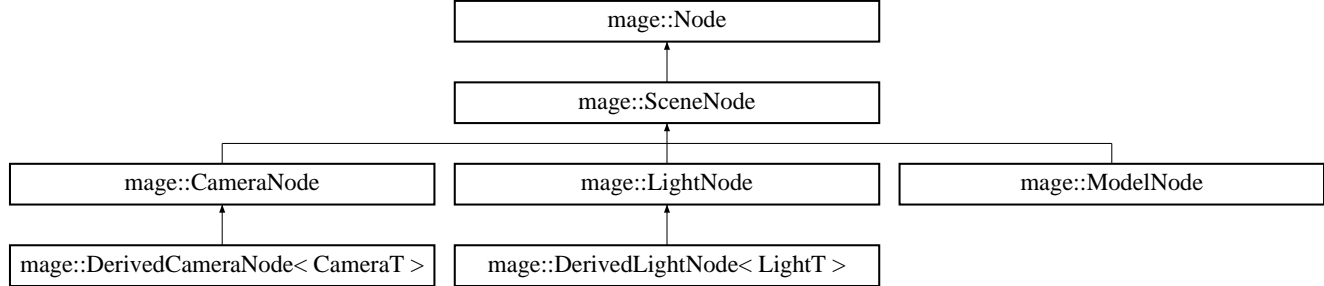 mage::Node
mage::SceneNode
mage::CameraNode
mage::LightNode
mage::ModelNode
mage::DerivedCameraNode< CameraT >
mage::DerivedLightNode< LightT >